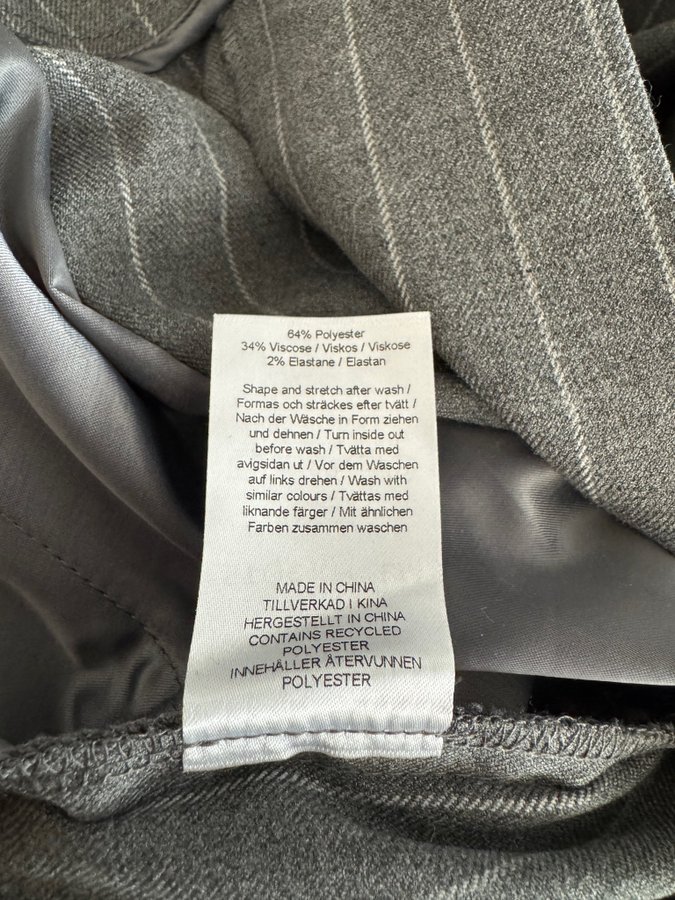 64% Polyester
34% Viscose / Viskos / Viskose
2% Elastane / Elastan
Shape and stretch after wash /
Formas och sträckes efter tvätt /
Nach der Wäsche in Form ziehen
und dehnen / Turn inside out
before wash / Tvätta med
avigsidan ut / Vor dem Waschen
auf links drehen / Wash with
similar colours / Tvättas med
liknande färger / Mit ähnlichen
Farben zusammen waschen
MADE IN CHINA
TILLVERKAD I KINA
HERGESTELLT IN CHINA
CONTAINS RECYCLED
POLYESTER
INNEHÅLLER ÅTERVUNNEN
POLYESTER